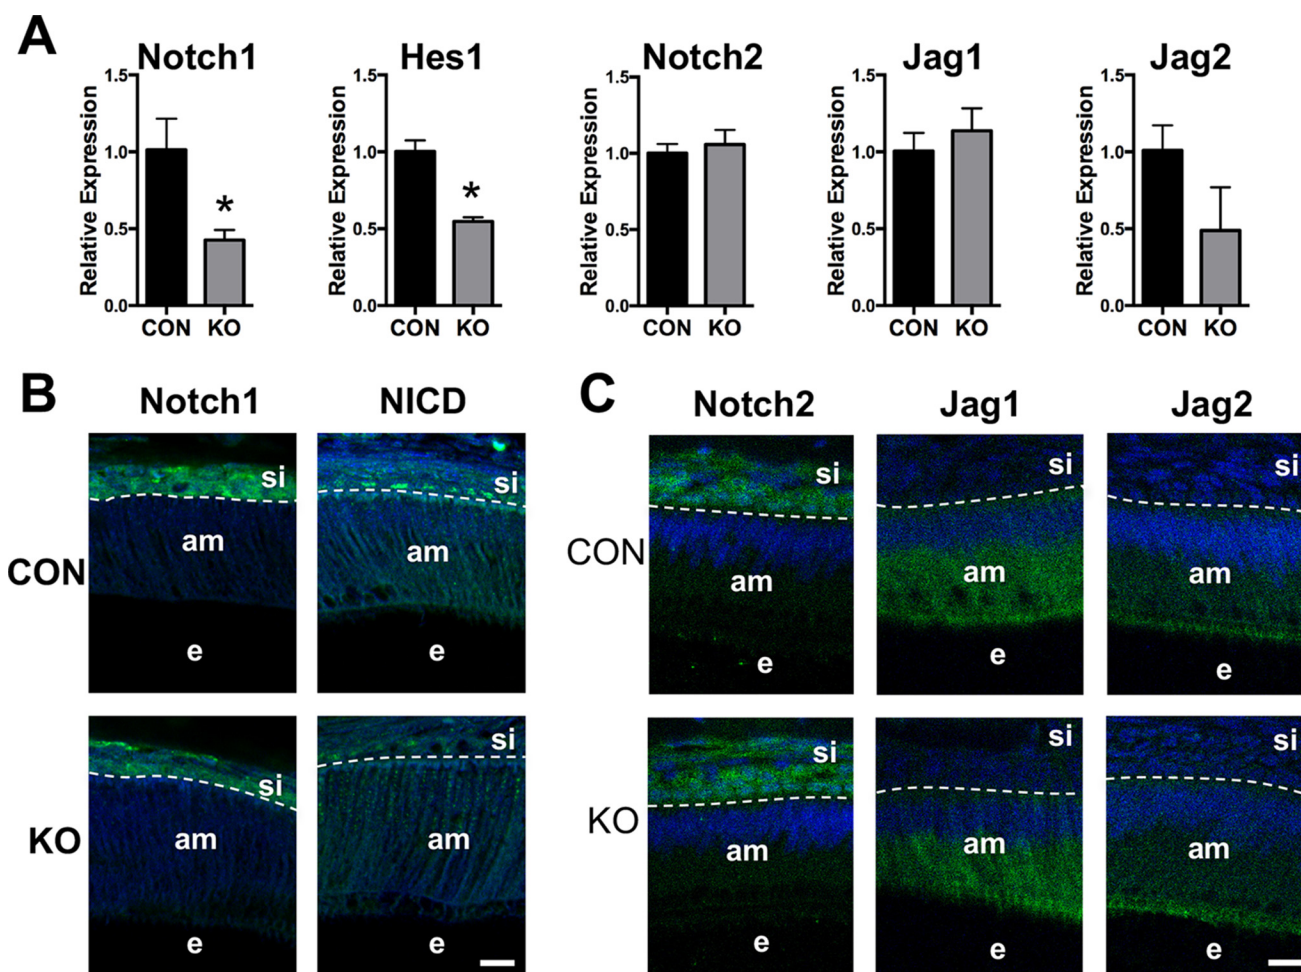 A
Notch1 Hes1 Notch2 Jag1 Jag2
Relative Expression
1.5
1.0
0.5
0.0
*
CON KO
Relative Expression
1.5
1.0
0.5
0.0
*
CON KO
Relative Expression
1.5
1.0
0.5
0.0
CON KO
Relative Expression
1.5
1.0
0.5
0.0
CON KO
Relative Expression
1.5
1.0
0.5
0.0
CON KO
B
Notch1 NICD
CON
si
am
e
si
am
e
KO
si
am
e
si
am
e
C
Notch2 Jag1 Jag2
CON
si
am
e
si
am
e
si
am
e
KO
si
am
e
si
am
e
si
am
e